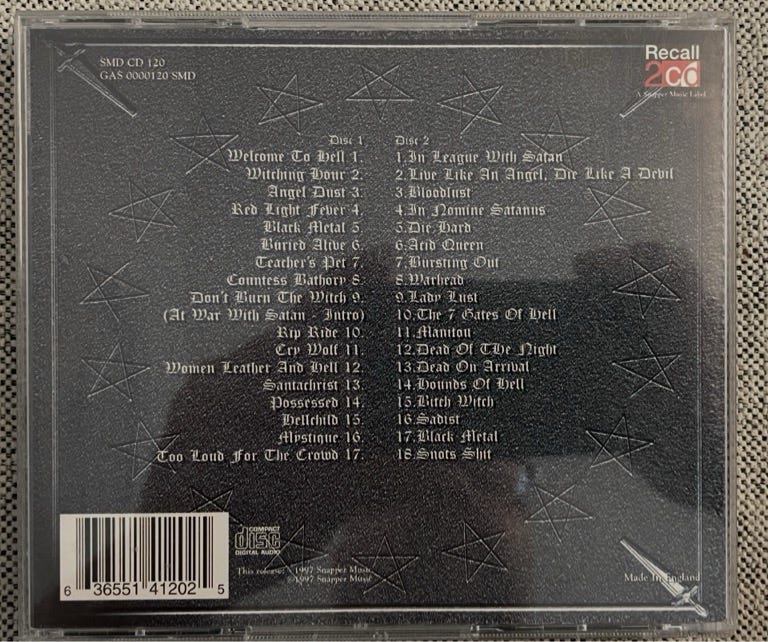 SMD CD 120
GAS 0000120 SMD
Recall
2cd
A Snapper Music Label
Disc 1
Welcome To Hell 1.
Witching Hour 2.
Angel Dust 3.
Red Light Fever 4.
Black Metal 5.
Buried Alive 6.
Teacher's Pet 7.
Countess Bathory 8.
Don't Burn The Witch 9.
(At War With Satan - Intro)
Rip Ride 10.
Cry Wolf 11.
Women Leather And Hell 12.
Satanachrist 13.
Possessed 14.
Hellchild 15.
Mystique 16.
Too Loud For The Crowd 17.
Disc 2
1.In League With Satan
2.Live Like An Angel, Die Like A Devil
3.Bloodlust
4.In Nomine Satanus
5.Die Hard
6.Acid Queen
7.Bursting Out
8.Warhead
9.Lady Lust
10.The 7 Gates Of Hell
11.Manitou
12.Dead Of The Night
13.Dead On Arrival
14.Hounds Of Hell
15.Bitch Witch
16.Sadist
17.Black Metal
18.Snots Shit
6 36551 41202 5
COMPACT
disc
DIGITAL AUDIO
This release: ℗1997 Snapper Music
©1997 Snapper Music
Made In England